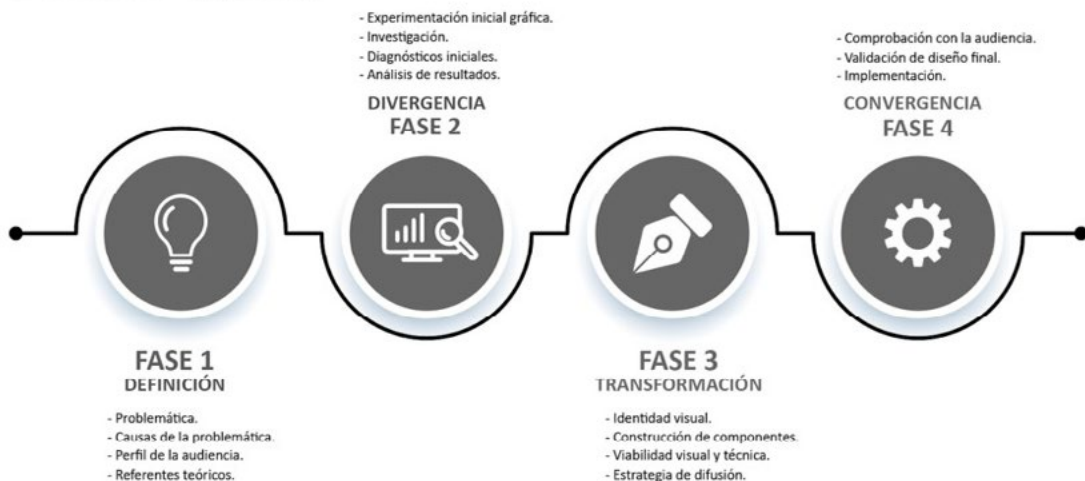 - Experimentación inicial gráfica.
- Investigación.
- Diagnósticos iniciales.
- Análisis de resultados.
DIVERGENCIA
FASE 2
- Comprobación con la audiencia.
- Validación de diseño final.
- Implementación.
CONVERGENCIA
FASE 4
FASE 1
DEFINICIÓN
- Problemática.
- Causas de la problemática.
- Perfil de la audiencia.
- Referentes teóricos.
FASE 3
TRANSFORMACIÓN
- Identidad visual.
- Construcción de componentes.
- Viabilidad visual y técnica.
- Estrategia de difusión.